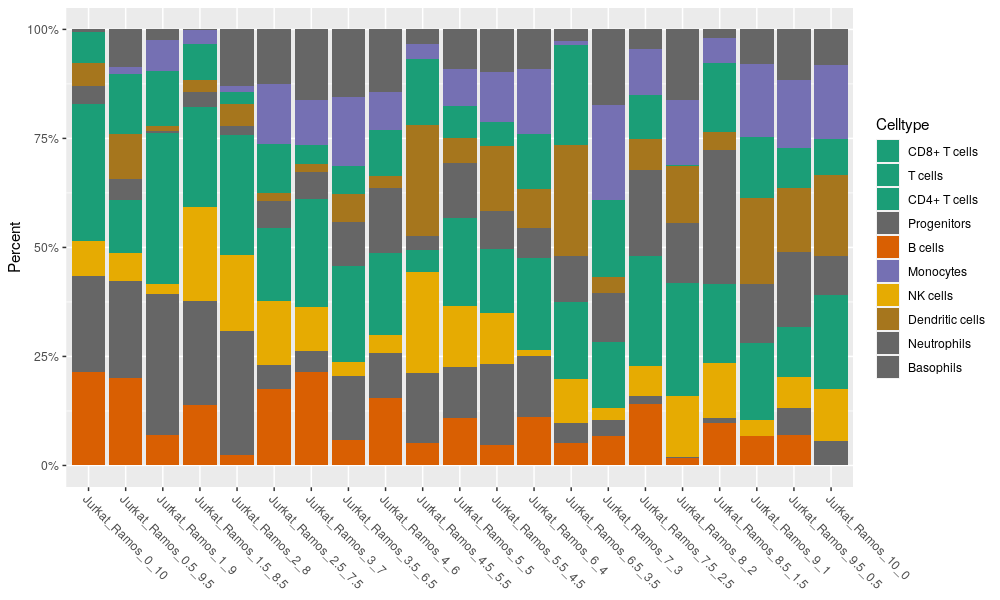 100%
75%
50%
25%
0%
Percent
Jurkat_Ramos_0_10
Jurkat_Ramos_05_9.5
Jurkat_Ramos_1_9
Jurkat_Ramos_1.5_8.5
Jurkat_Ramos_2_8
Jurkat_Ramos_2.5_7.5
Jurkat_Ramos_3_7
Jurkat_Ramos_3.5_6.5
Jurkat_Ramos_4_6
Jurkat_Ramos_4.5_5.5
Jurkat_Ramos_5_5
Jurkat_Ramos_5.5_4.5
Jurkat_Ramos_6_4
Jurkat_Ramos_6.5_3.5
Jurkat_Ramos_7_3
Jurkat_Ramos_7.5_2.5
Jurkat_Ramos_8_2
Jurkat_Ramos_8.5_1.5
Jurkat_Ramos_9_1
Jurkat_Ramos_9.5_0.5
Jurkat_Ramos_10_0
Celltype
CD8+ T cells
T cells
CD4+ T cells
Progenitors
B cells
Monocytes
NK cells
Dendritic cells
Neutrophils
Basophils